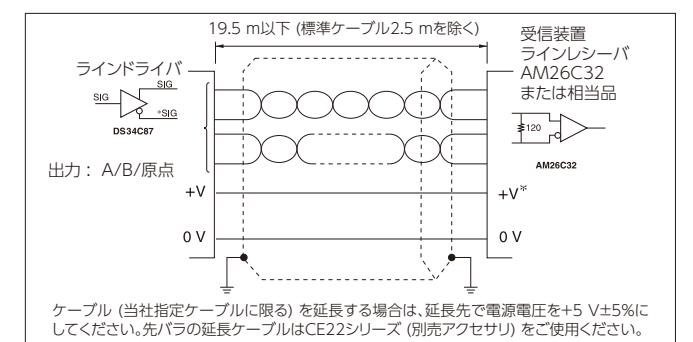 19.5 m以下 (標準ケーブル2.5 mを除く)
受信装置
ラインレシーバ
AM26C32
または相当品
ラインドライバ
SIG
SIG
*SIG
DS34C87
120
AM26C32
出力 : A/B/原点
+V
+V*
0 V
0 V
ケーブル (当社指定ケーブルに限る) を延長する場合は、延長先で電源電圧を+5 V±5%に
してください。先バラの延長ケーブルはCE22シリーズ (別売アクセサリ) をご使用ください。